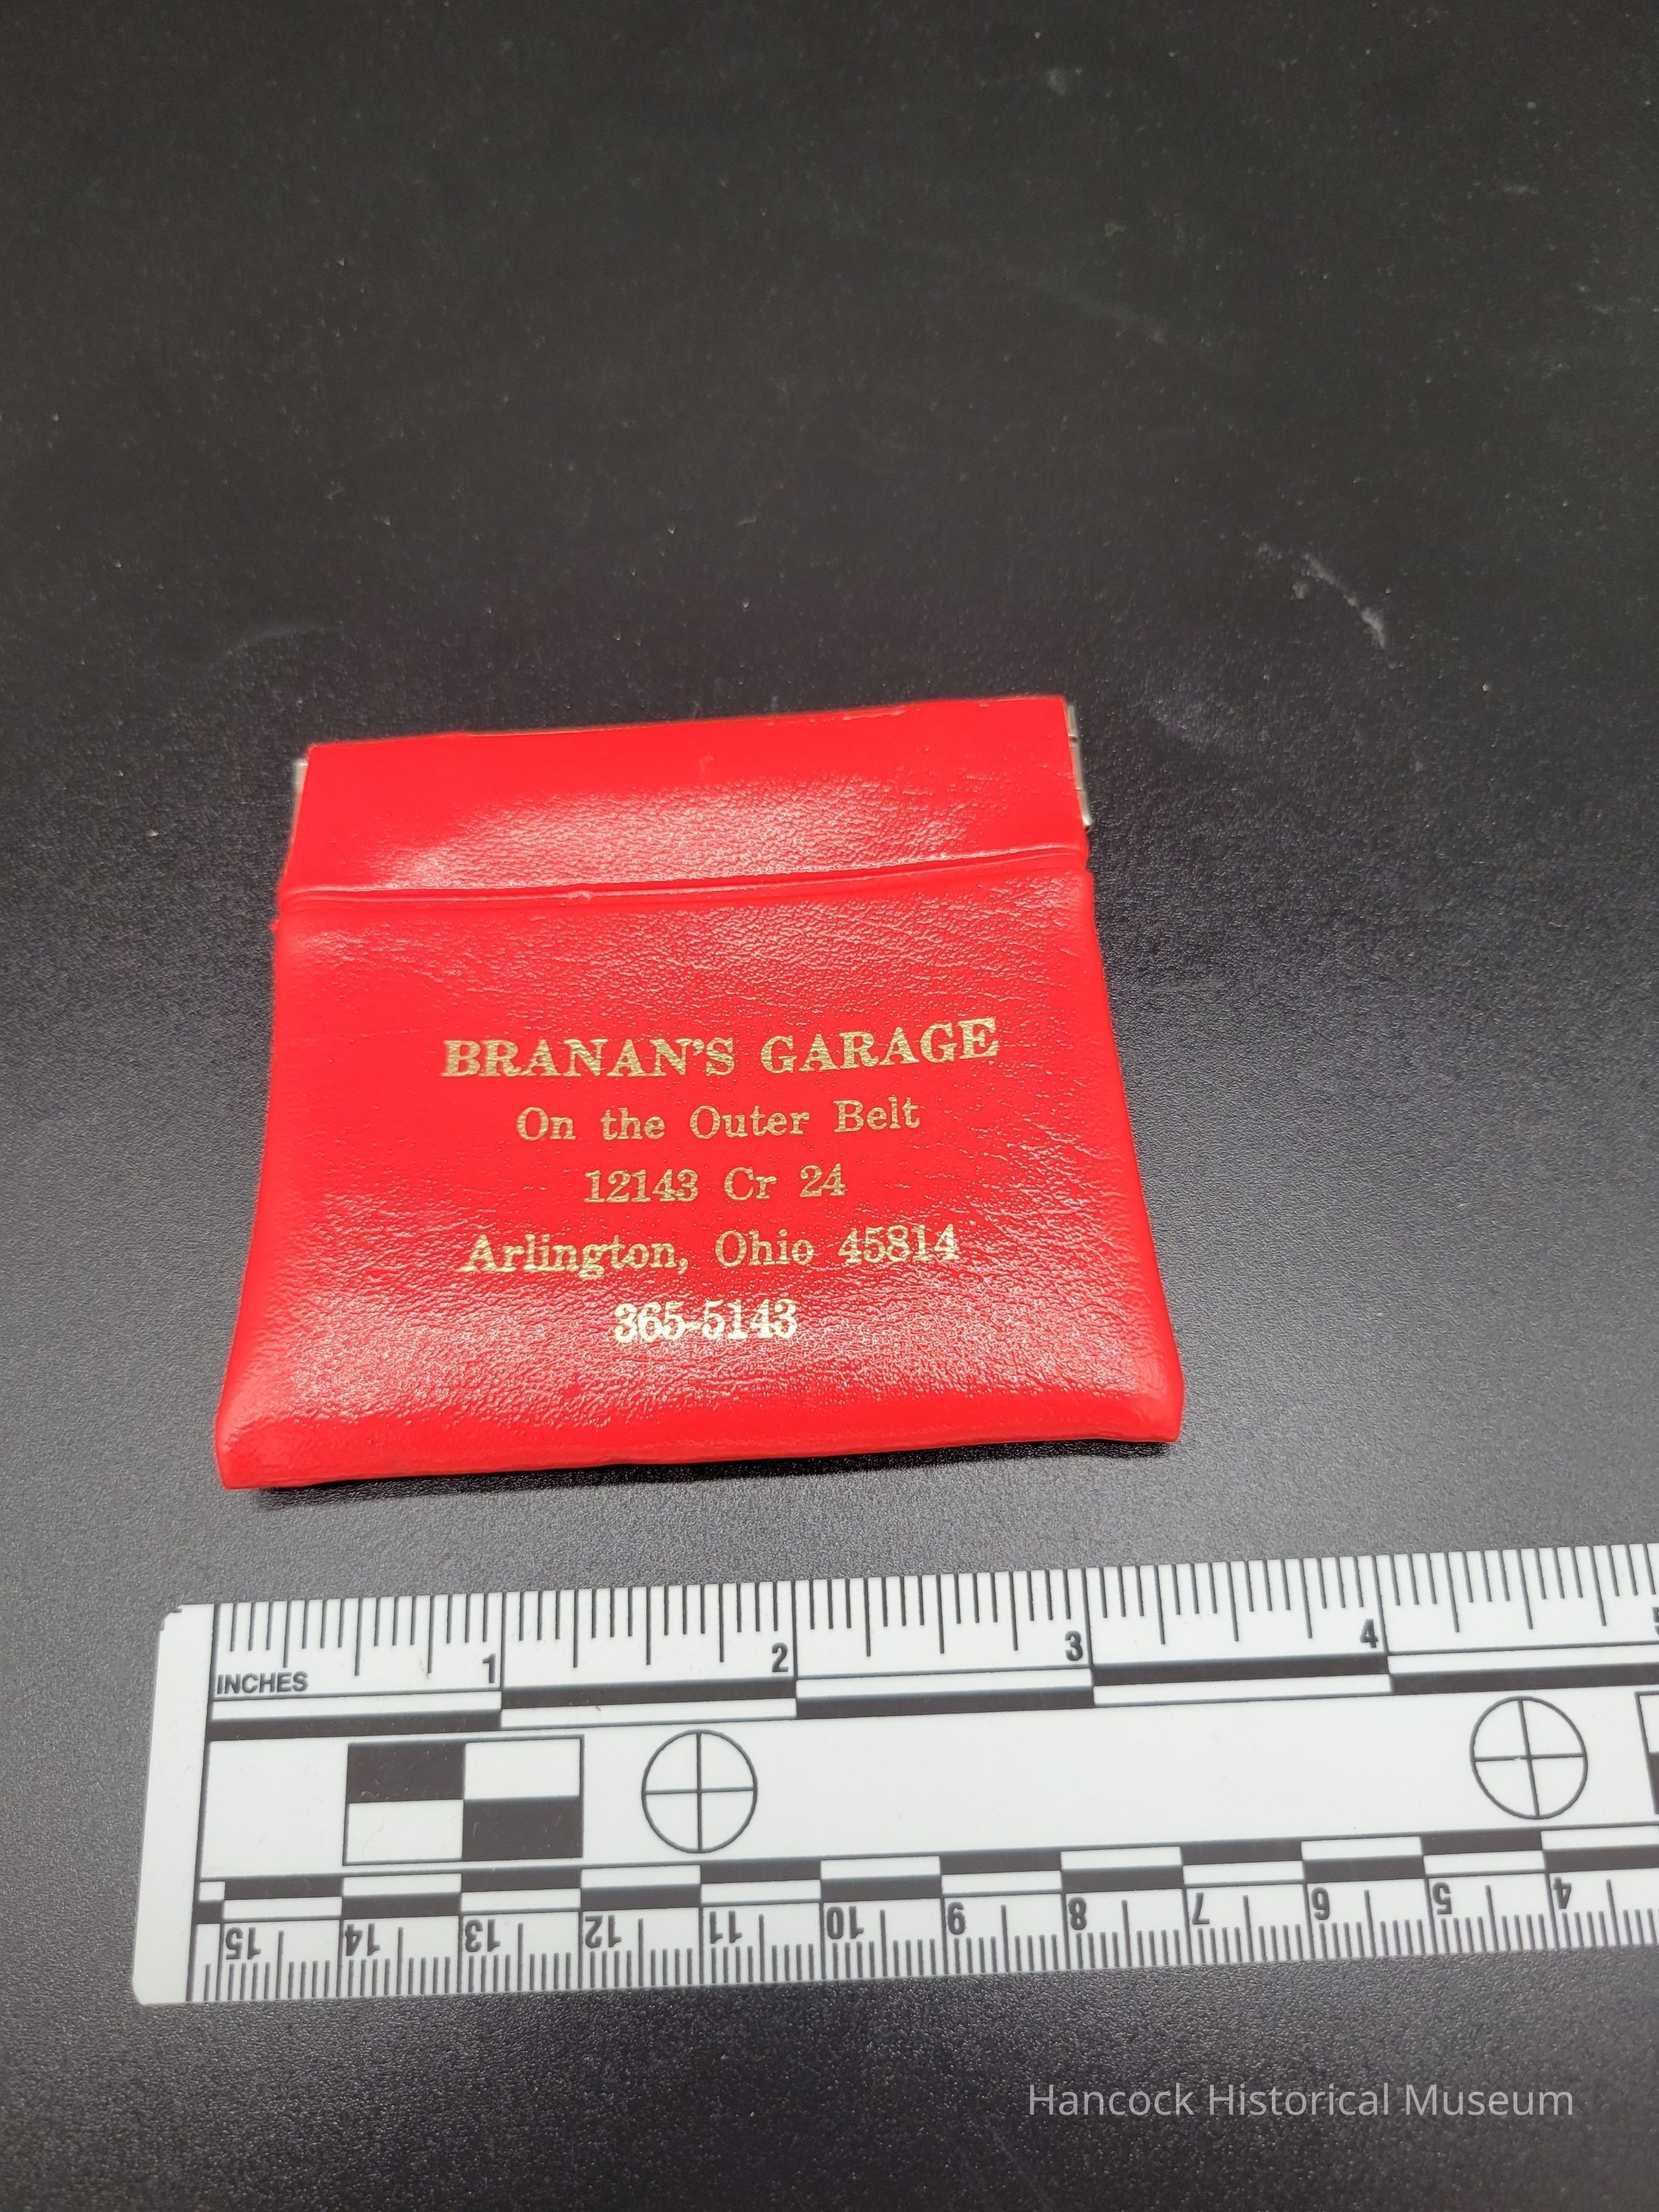 BRANAN'S GARAGE
On the Outer Belt
12143 Cr 24
Arlington, Ohio 45814
365-5143
1 2 3 4 5
INCHES
15 14 13 12 11 10 9 8 7 6 5 4
Hancock Historical Museum